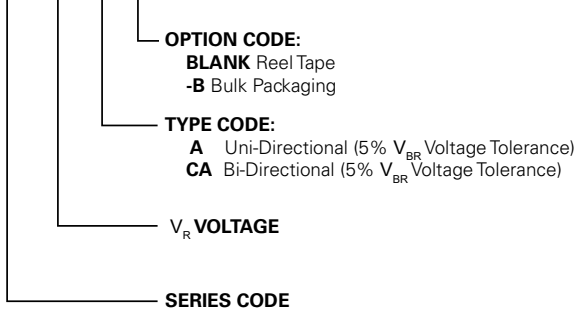 OPTION CODE:
BLANK Reel Tape
-B Bulk Packaging
TYPE CODE:
A Uni-Directional (5% VBR Voltage Tolerance)
CA Bi-Directional (5% VBR Voltage Tolerance)
VR VOLTAGE
SERIES CODE